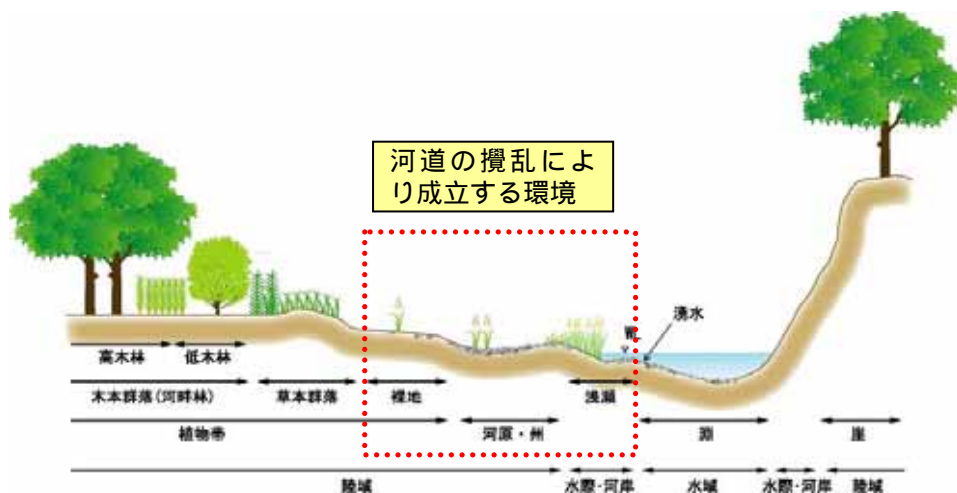 河道の攪乱によ
り成立する環境
湧水
高木林 低木林
木本群落(河畔林) 草本群落 裸地 浅瀬
植物帯 河原・州 淵 崖
陸域 水際・河岸 水域 水際・河岸 陸域